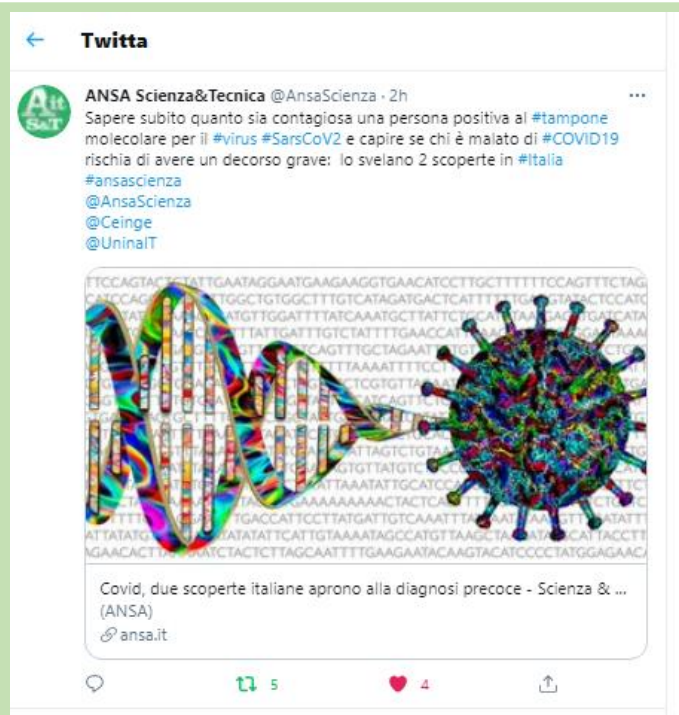 Twitta
Ait
S&T
ANSA Scienza&Tecnica @AnsaScienza · 2h
Sapere subito quanto sia contagiosa una persona positiva al #tampone
molecolare per il #virus #SarsCoV2 e capire se chi è malato di #COVID19
rischia di avere un decorso grave: lo svelano 2 scoperte in #Italia
#ansascienza
@AnsaScienza
@Ceinge
@UninaIT
Covid, due scoperte italiane aprono alla diagnosi precoce - Scienza & ...
(ANSA)
ansa.it
5 4